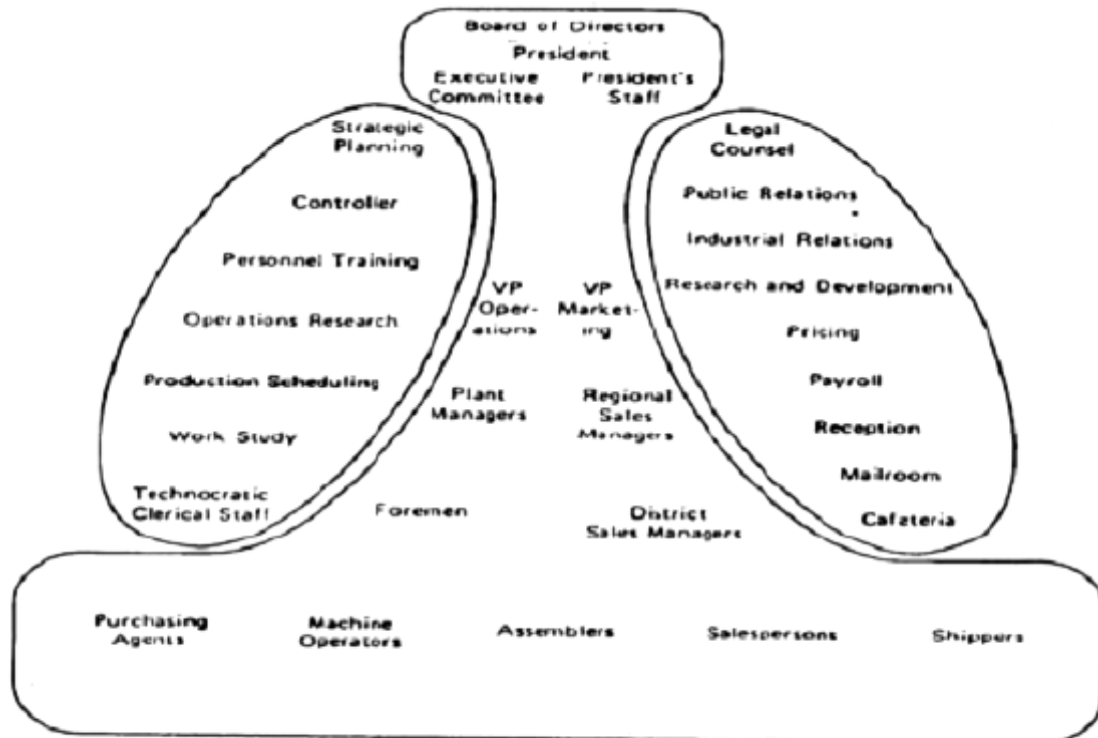 Board of Directors
President
Executive
Committee
President's
Staff
Strategic
Planning
Controller
Personnel Training
Operations Research
Production Scheduling
Work Study
Technocratic
Clerical Staff
VP
Oper-
ations
VP
Market-
ing
Plant
Managers
Regional
Sales
Managers
Foremen
District
Sales Managers
Legal
Counsel
Public Relations
Industrial Relations
Research and Development
Pricing
Payroll
Reception
Mailroom
Cafeteria
Purchasing
Agents
Machine
Operators
Assemblers
Salespersons
Shippers